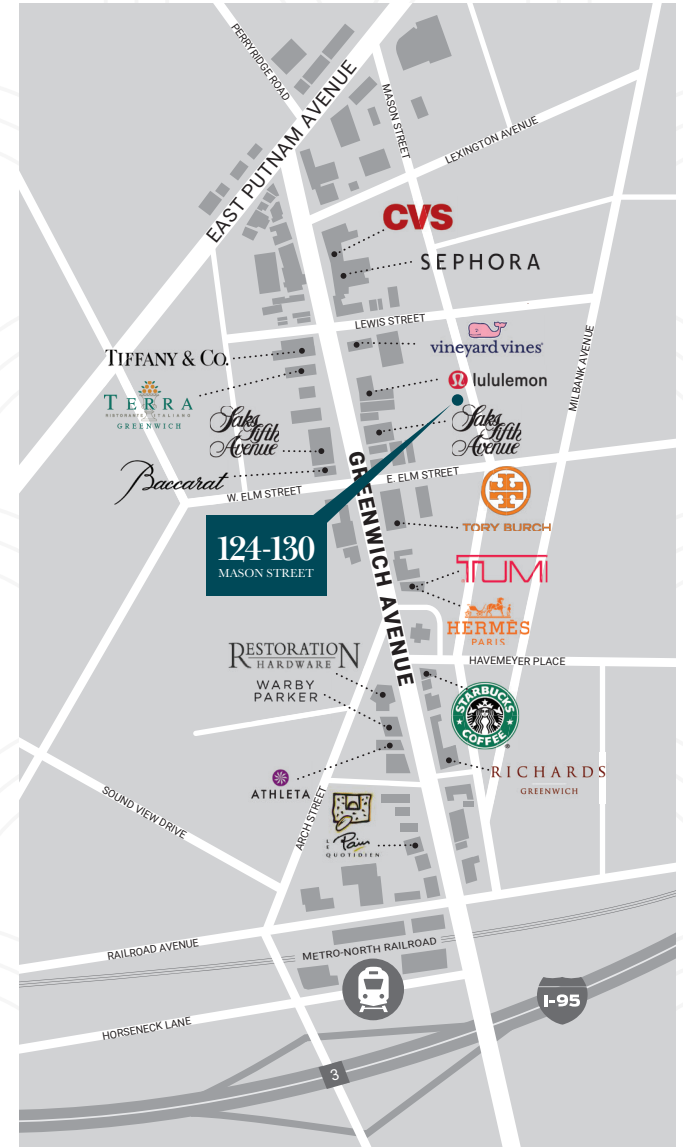 PERRYRIDGE ROAD
EAST PUTNAM AVENUE
MASON STREET
LEXINGTON AVENUE
CVS
SEPHORA
LEWIS STREET
TIFFANY & CO.
vineyard vines
MILBANK AVENUE
TERRA
RISTORANTE ITALIANO
GREENWICH
lululemon
Saks
Fifth
Avenue
Saks
Fifth
Avenue
Baccarat
W. ELM STREET
GREENWICH AVENUE
E. ELM STREET
TORY BURCH
124-130
MASON STREET
TUMI
HERMÈS
PARIS
RESTORATION
HARDWARE
HAVEMEYER PLACE
WARBY
PARKER
STARBUCKS
COFFEE
RICHARDS
GREENWICH
ATHLETA
SOUND VIEW DRIVE
ARCH STREET
LE Pain
QUOTIDIEN
RAILROAD AVENUE
METRO-NORTH RAILROAD
I-95
HORSENECK LANE
3